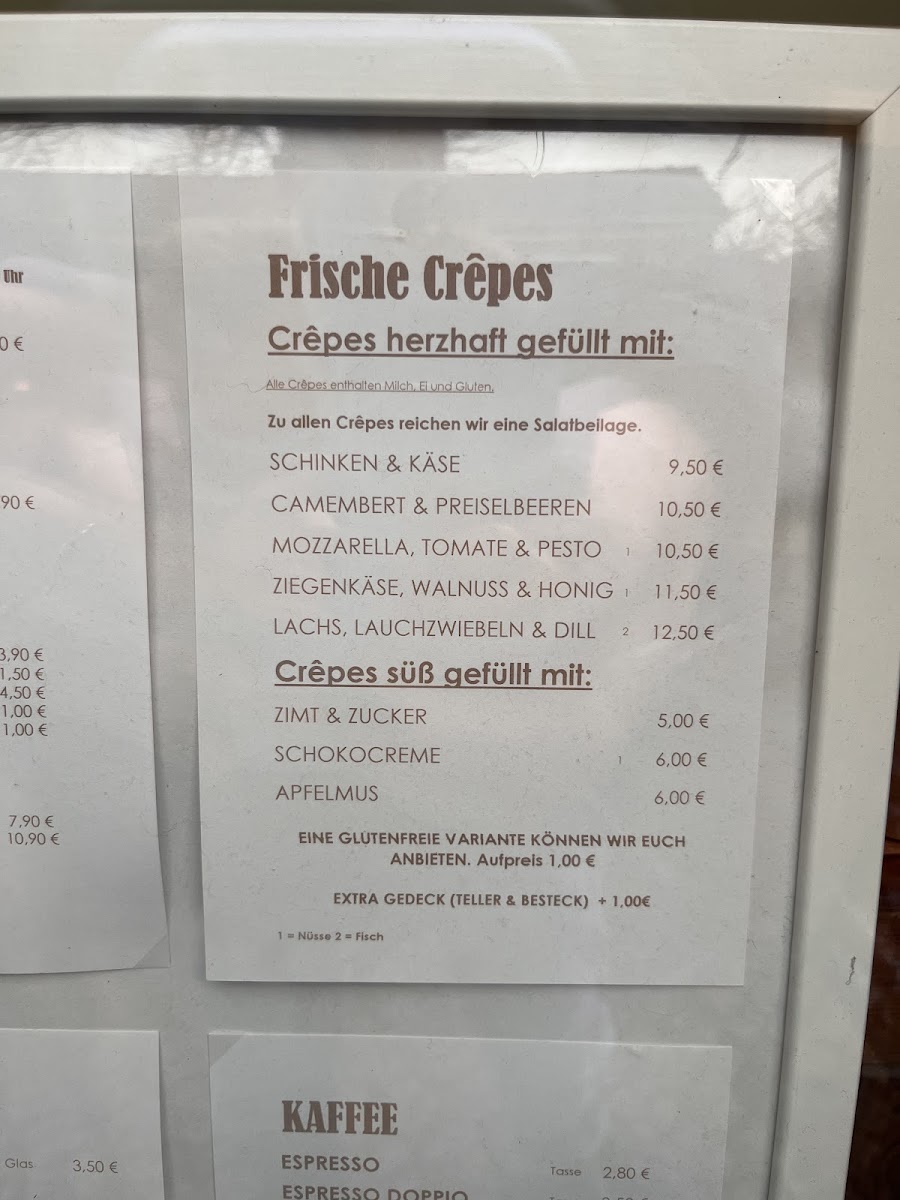 Uhr
0 €
90 €
3,90 €
1,50 €
4,50 €
1,00 €
1,00 €
7,90 €
10,90 €
Glas 3,50 €
Frische Crêpes
Crêpes herzhaft gefüllt mit:
Alle Crêpes enthalten Milch, Ei und Gluten.
Zu allen Crêpes reichen wir eine Salatbeilage.
SCHINKEN & KÄSE 9,50 €
CAMEMBERT & PREISELBEEREN 10,50 €
MOZZARELLA, TOMATE & PESTO 1 10,50 €
ZIEGENKÄSE, WALNUSS & HONIG 1 11,50 €
LACHS, LAUCHZWIEBELN & DILL 2 12,50 €
Crêpes süß gefüllt mit:
ZIMT & ZUCKER 5,00 €
SCHOKOCREME 1 6,00 €
APFELMUS 6,00 €
EINE GLUTENFREIE VARIANTE KÖNNEN WIR EUCH
ANBIETEN. Aufpreis 1,00 €
EXTRA GEDECK (TELLER & BESTECK) + 1,00€
1 = Nüsse 2 = Fisch
KAFFEE
ESPRESSO Tasse 2,80 €
ESPRESSO DOPPIO